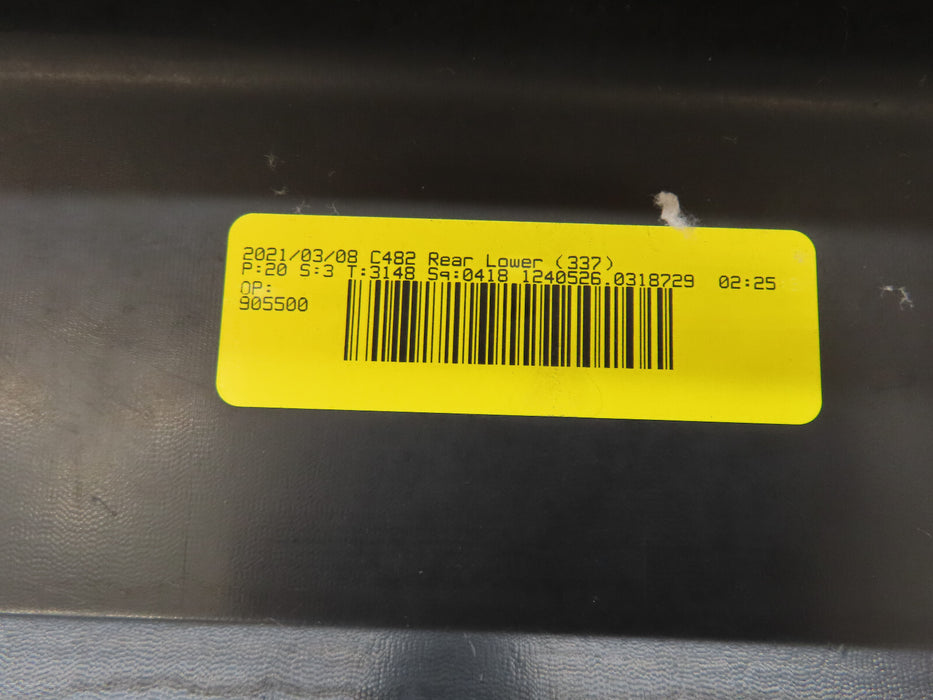 2021/03/08 C482 Rear Lower (337)
P:20 S:3 T:3148 Sq:0418 1240526.0318729 02:25
OP:
905500